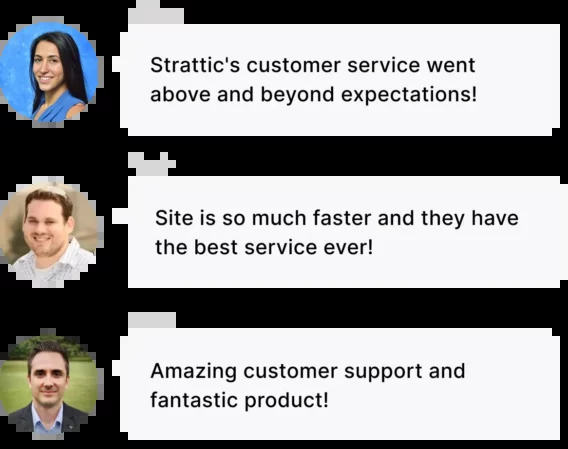 Strattic's customer service went
above and beyond expectations!
Site is so much faster and they have
the best service ever!
Amazing customer support and
fantastic product!